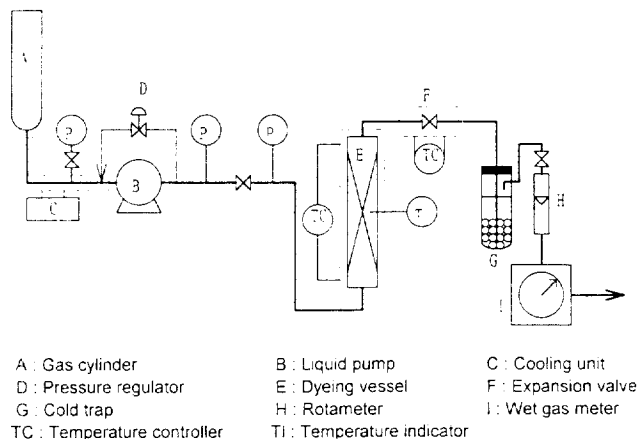 A
D
F
P
P
P
TC
E
B
TC
T
C
H
G
I
A : Gas cylinder B : Liquid pump C : Cooling unit
D : Pressure regulator E : Dyeing vessel F : Expansion valve
G : Cold trap H : Rotameter I : Wet gas meter
TC : Temperature controller TI : Temperature indicator